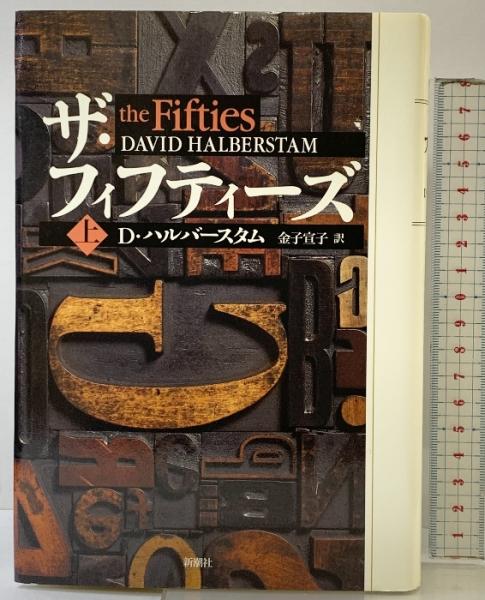 the Fifties
DAVID HALBERSTAM
ザ・
フィフティーズ
上
D・ハルバースタム 金子宣子 訳
新潮社